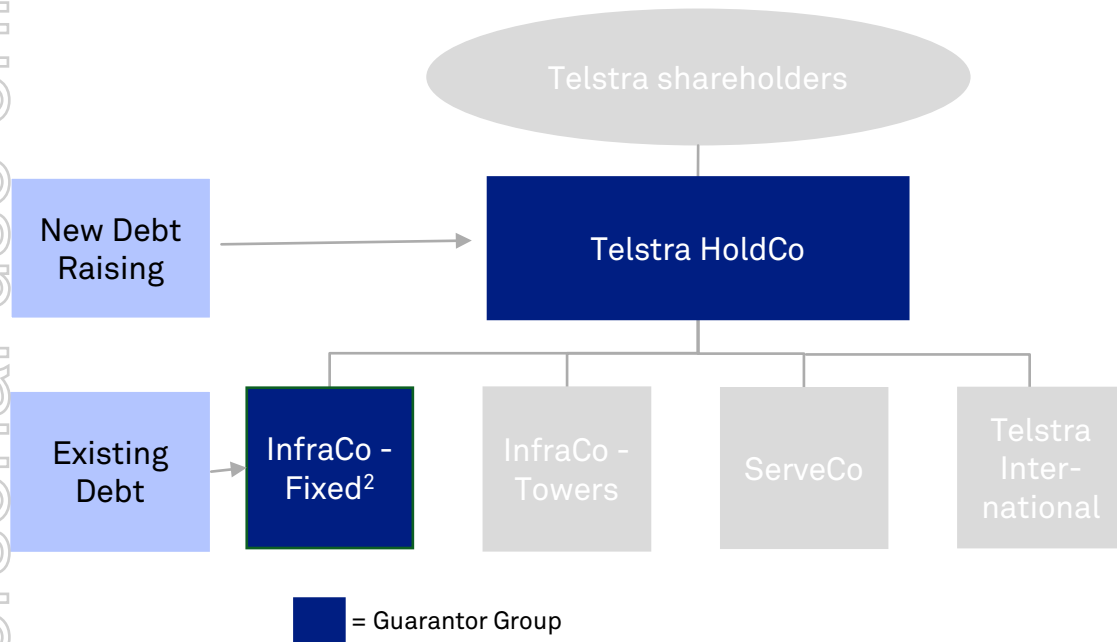 Telstra shareholders
New Debt
Raising
Telstra HoldCo
Existing
Debt
InfraCo -
Fixed²
InfraCo -
Towers
ServeCo
Telstra
Inter-
national
= Guarantor Group